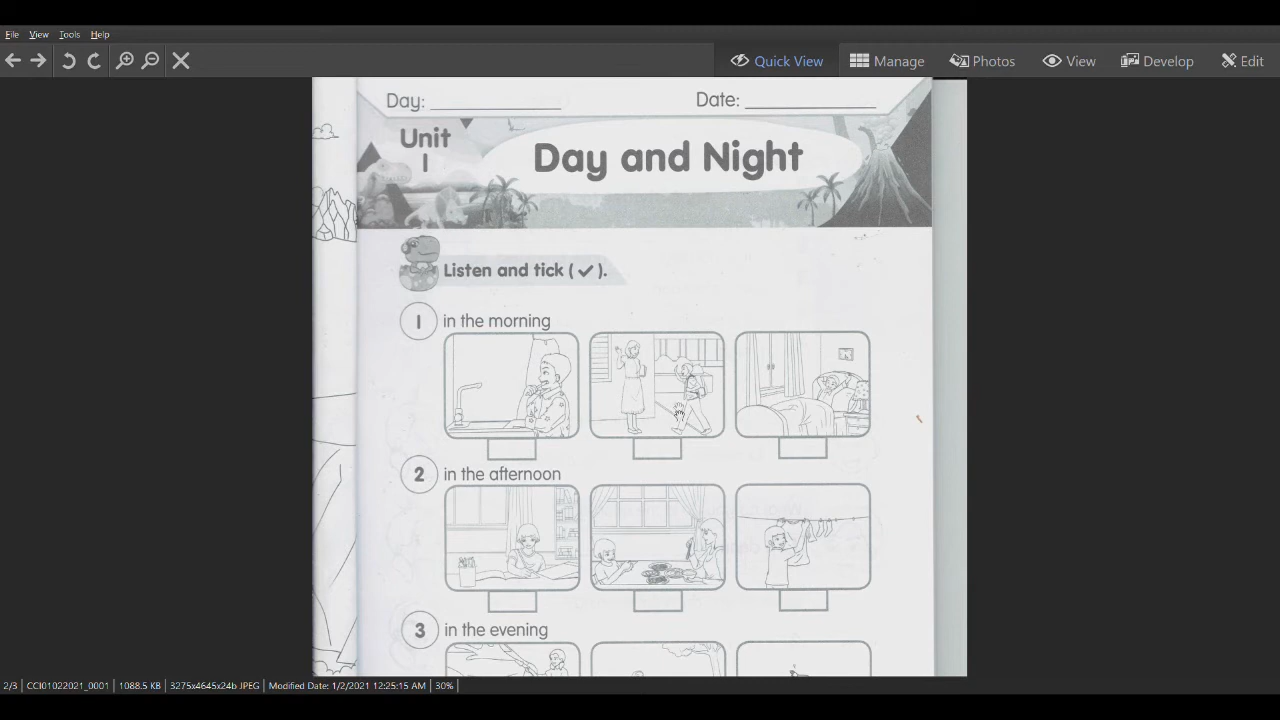 File View Tools Help
Quick View Manage Photos View Develop Edit
Day: ____________ Date: ____________
Unit
1
Day and Night
Listen and tick (✓).
1 in the morning
2 in the afternoon
3 in the evening
2/3 CCI01022021_0001 1088.5 KB 3275x4645x24b JPEG Modified Date: 1/2/2021 12:25:15 AM 30%